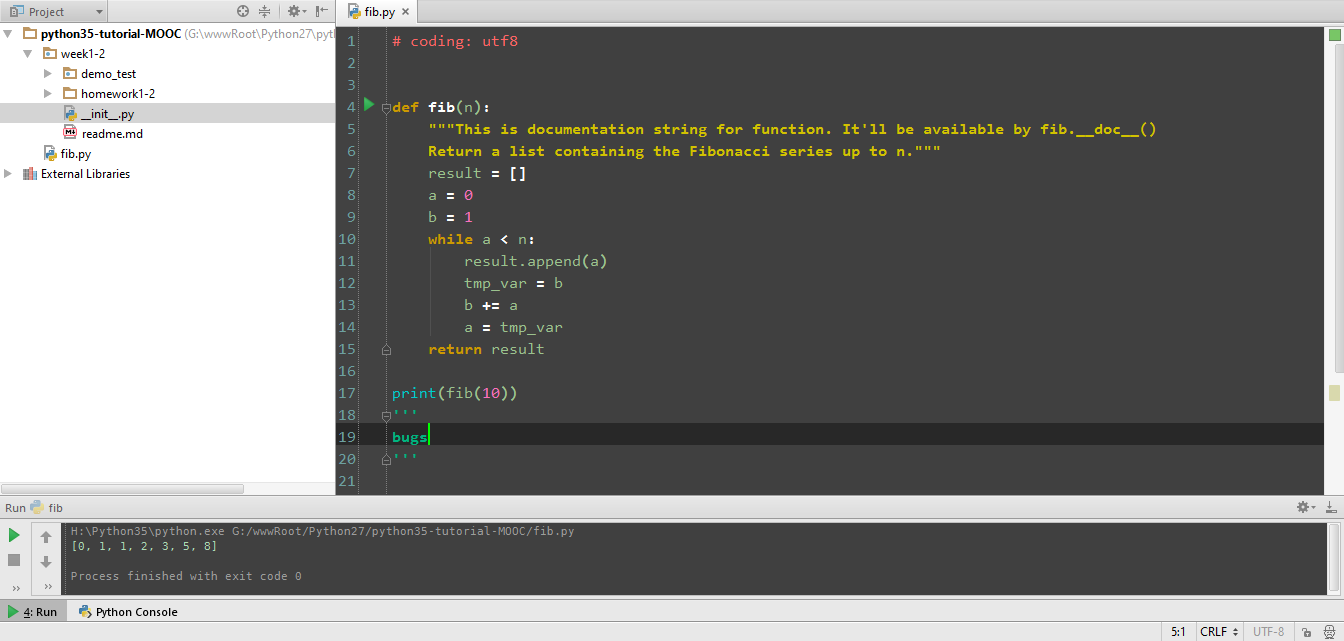 Project
fib.py
python35-tutorial-MOOC (G:\wwwRoot\Python27\pyt
week1-2
demo_test
homework1-2
__init__.py
readme.md
fib.py
External Libraries
1 # coding: utf8
2
3
4 def fib(n):
5 """This is documentation string for function. It'll be available by fib.__doc__()
6 Return a list containing the Fibonacci series up to n."""
7 result = []
8 a = 0
9 b = 1
10 while a < n:
11 result.append(a)
12 tmp_var = b
13 b += a
14 a = tmp_var
15 return result
16
17 print(fib(10))
18 '''
19 bugs
20 '''
21
Run fib
H:\Python35\python.exe G:/wwwRoot/Python27/python35-tutorial-MOOC/fib.py
[0, 1, 1, 2, 3, 5, 8]
Process finished with exit code 0
4: Run Python Console
5:1 CRLF UTF-8